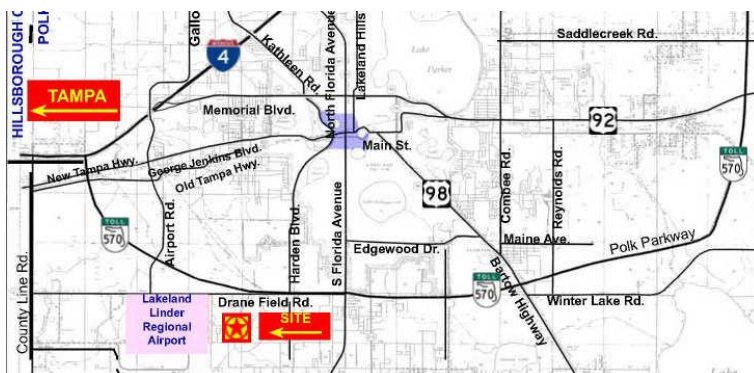 HILLSBOROUGH C
POLK
Gallo
4
Kathleen Rd.
North Florida Avenue
Lakeland Hills
Lake
Parker
Saddlecreek Rd.
TAMPA
Memorial Blvd.
92
Main St.
New Tampa Hwy.
George Jenkins Blvd.
Old Tampa Hwy.
98
TOLL
570
TOLL
570
Combee Rd.
Reynolds Rd.
Airport Rd.
Harden Blvd.
S Florida Avenue
Edgewood Dr.
Maine Ave.
Polk Parkway
County Line Rd.
Bartow Highway
TOLL
570
Winter Lake Rd.
Lakeland
Linder
Regional
Airport
Drane Field Rd.
SITE